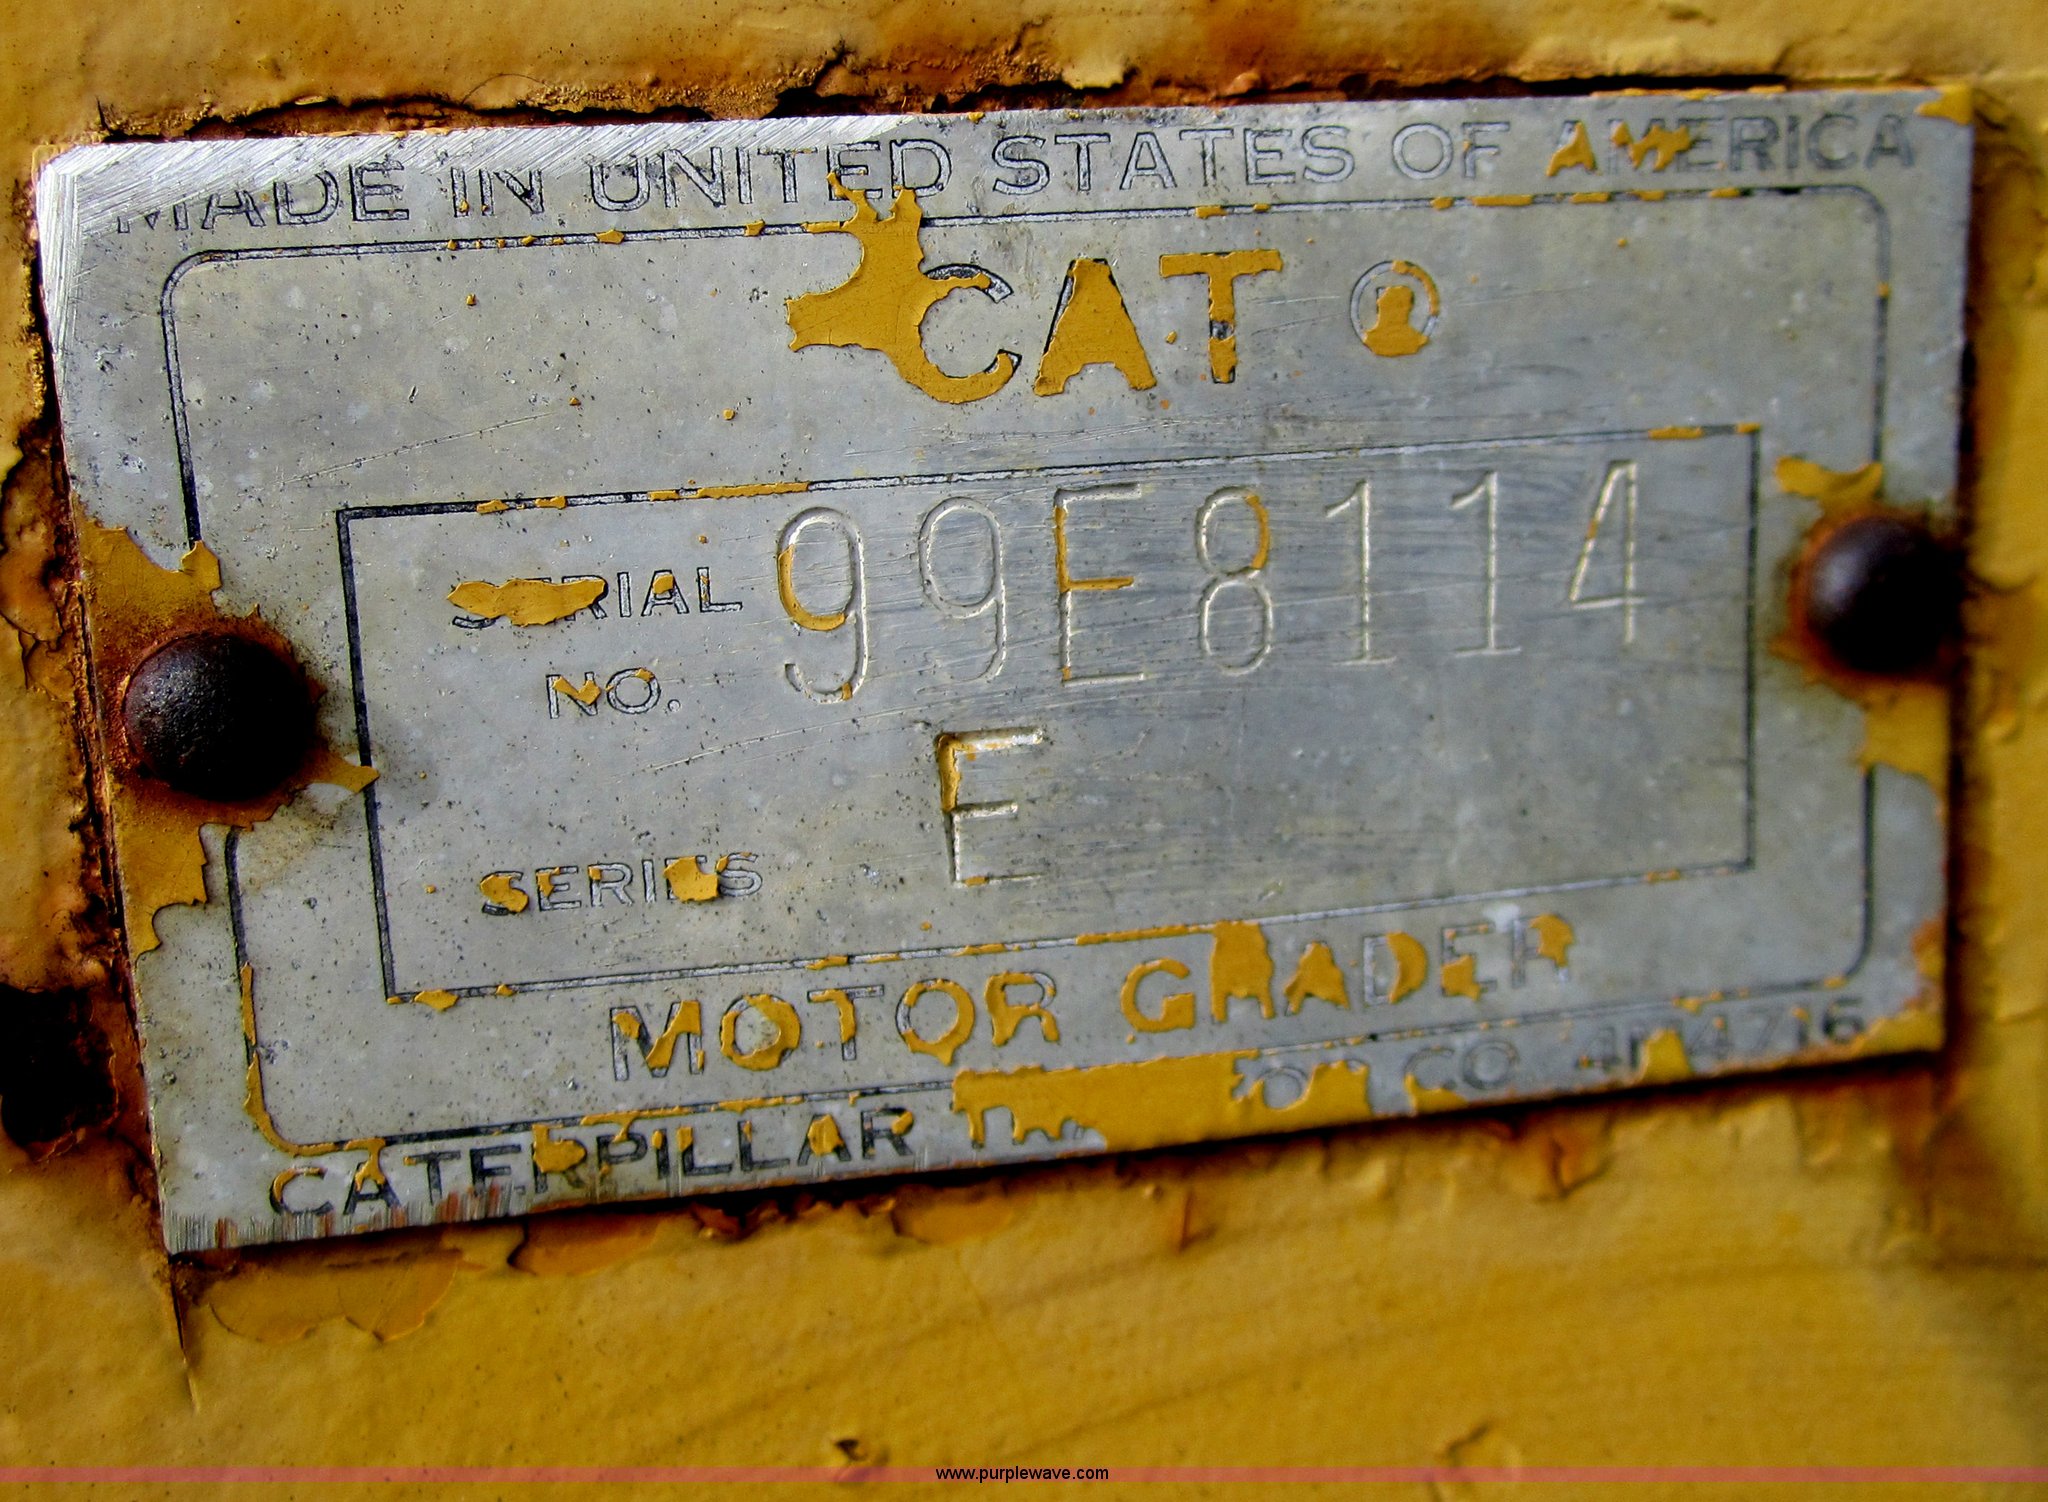 MADE IN UNITED STATES OF AMERICA
CAT ®
SERIAL NO. 99E8114
SERIES E
MOTOR GRADER
CATERPILLAR CO.
www.purplewave.com